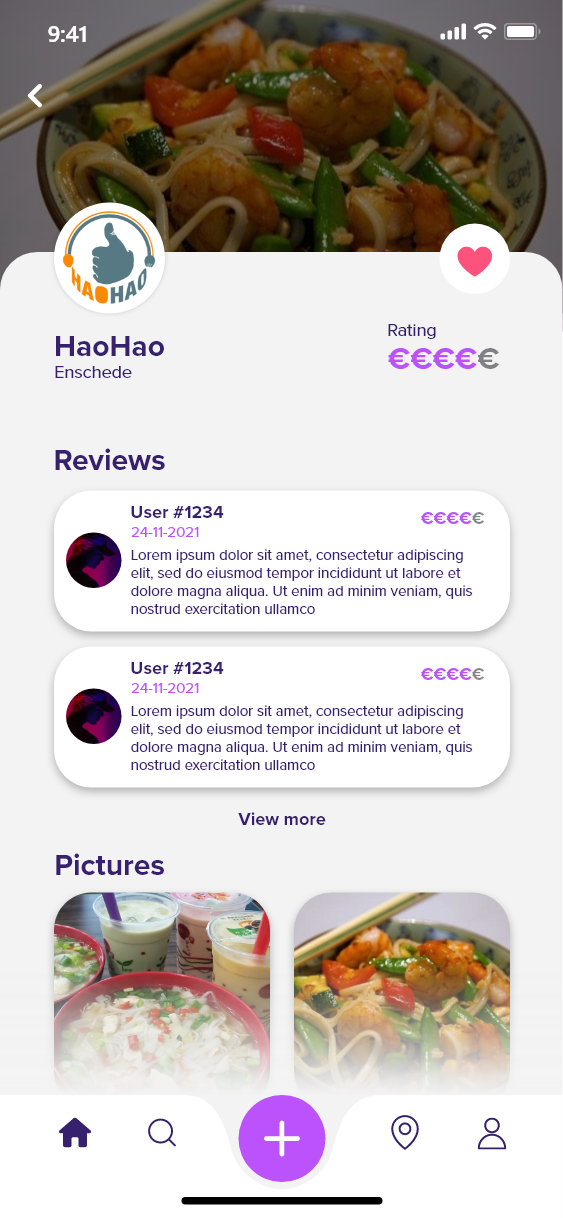 9:41
HAOHAO
HaoHao
Enschede
Rating
€€€€€
Reviews
User #1234
€€€€€
24-11-2021
Lorem ipsum dolor sit amet, consectetur adipiscing
elit, sed do eiusmod tempor incididunt ut labore et
dolore magna aliqua. Ut enim ad minim veniam, quis
nostrud exercitation ullamco
User #1234
€€€€€
24-11-2021
Lorem ipsum dolor sit amet, consectetur adipiscing
elit, sed do eiusmod tempor incididunt ut labore et
dolore magna aliqua. Ut enim ad minim veniam, quis
nostrud exercitation ullamco
View more
Pictures